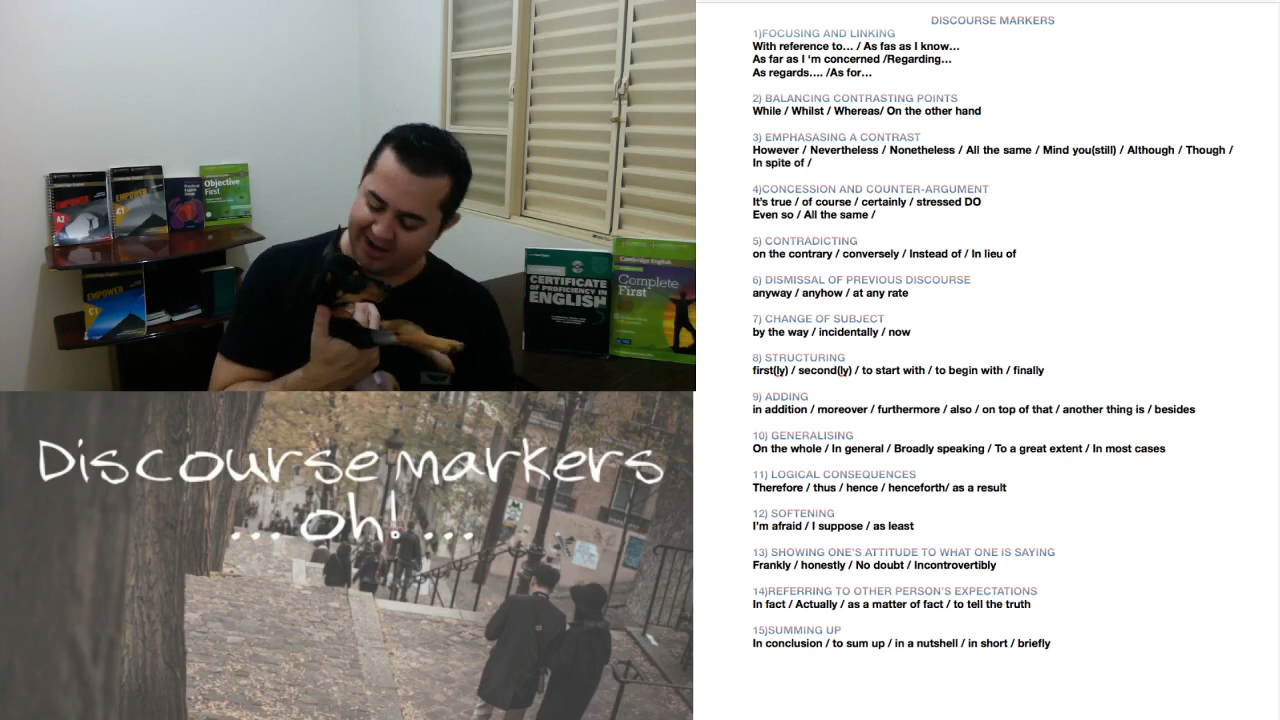 EMPOWER
A2
EMPOWER
C1
Objective
First
EMPOWER
C1
CERTIFICATE
OF PROFICIENCY IN
ENGLISH
Cambridge English
Complete
First
Discourse markers
... oh! ...
DISCOURSE MARKERS
1)FOCUSING AND LINKING
With reference to… / As fas as I know…
As far as I 'm concerned /Regarding…
As regards…. /As for…
2) BALANCING CONTRASTING POINTS
While / Whilst / Whereas/ On the other hand
3) EMPHASASING A CONTRAST
However / Nevertheless / Nonetheless / All the same / Mind you(still) / Although / Though /
In spite of /
4)CONCESSION AND COUNTER-ARGUMENT
It's true / of course / certainly / stressed DO
Even so / All the same /
5) CONTRADICTING
on the contrary / conversely / Instead of / In lieu of
6) DISMISSAL OF PREVIOUS DISCOURSE
anyway / anyhow / at any rate
7) CHANGE OF SUBJECT
by the way / incidentally / now
8) STRUCTURING
first(ly) / second(ly) / to start with / to begin with / finally
9) ADDING
in addition / moreover / furthermore / also / on top of that / another thing is / besides
10) GENERALISING
On the whole / In general / Broadly speaking / To a great extent / In most cases
11) LOGICAL CONSEQUENCES
Therefore / thus / hence / henceforth/ as a result
12) SOFTENING
I'm afraid / I suppose / as least
13) SHOWING ONE'S ATTITUDE TO WHAT ONE IS SAYING
Frankly / honestly / No doubt / Incontrovertibly
14)REFERRING TO OTHER PERSON'S EXPECTATIONS
In fact / Actually / as a matter of fact / to tell the truth
15)SUMMING UP
In conclusion / to sum up / in a nutshell / in short / briefly